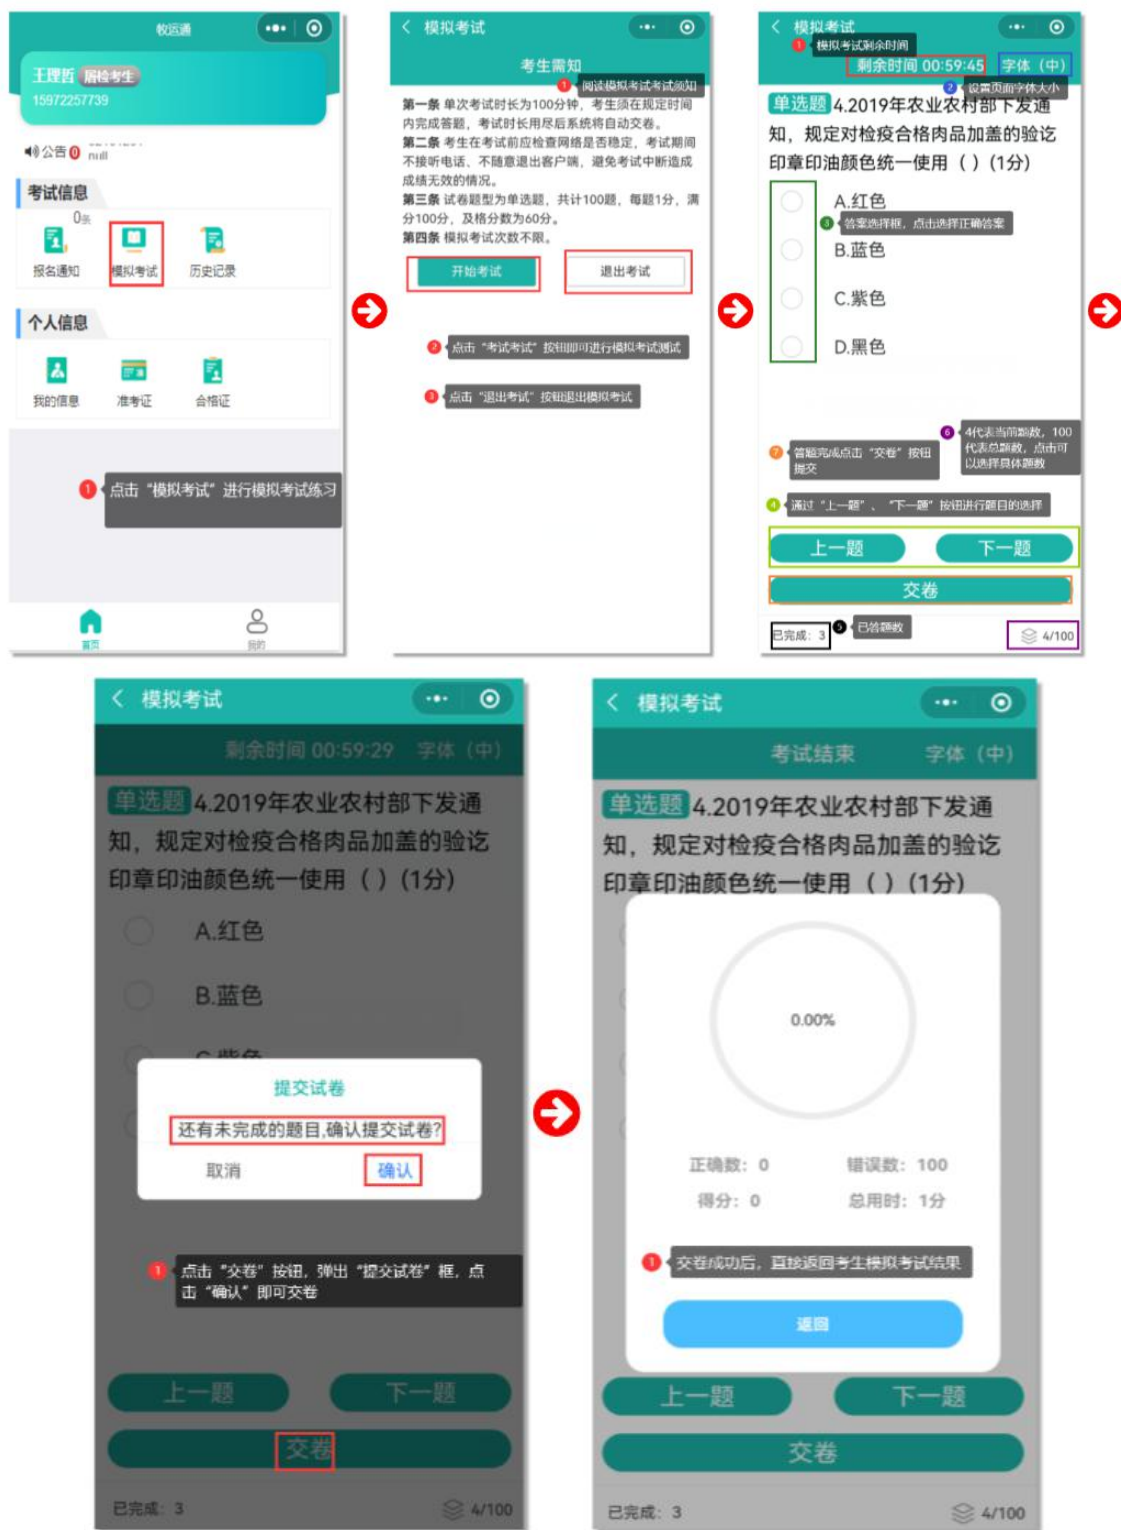 牧运通
王理哲 屠检考生
15972257739
公告 0
null
考试信息
0条
报名通知
模拟考试
历史记录
个人信息
我的信息
准考证
合格证
1 点击“模拟考试”进行模拟考试练习
首页
我的
模拟考试
考生需知
1 阅读模拟考试考试须知
第一条 单次考试时长为100分钟，考生须在规定时间
内完成答题，考试时长用尽后系统将自动交卷。
第二条 考生在考试前应检查网络是否稳定，考试期间
不接听电话、不随意退出客户端，避免考试中断造成
成绩无效的情况。
第三条 试卷题型为单选题，共计100题，每题1分，满
分100分，及格分数为60分。
第四条 模拟考试次数不限。
开始考试
退出考试
2 点击“考试考试”按钮即可进行模拟考试测试
3 点击“退出考试”按钮退出模拟考试
模拟考试
1 模拟考试剩余时间
剩余时间 00:59:45 字体（中）
2 设置页面字体大小
单选题 4.2019年农业农村部下发通
知，规定对检疫合格肉品加盖的验讫
印章印油颜色统一使用（ ）(1分)
A.红色
3 答案选择框，点击选择正确答案
B.蓝色
C.紫色
D.黑色
6 4代表当前题数，100
代表总题数，点击可
以选择具体题数
7 答题完成点击“交卷”按钮
提交
4 通过“上一题”、“下一题”按钮进行题目的选择
上一题
下一题
交卷
已完成：3
5 已答题数
4/100
模拟考试
剩余时间 00:59:29 字体（中）
单选题 4.2019年农业农村部下发通
知，规定对检疫合格肉品加盖的验讫
印章印油颜色统一使用（ ）(1分)
A.红色
B.蓝色
C.紫色
提交试卷
还有未完成的题目,确认提交试卷?
取消
确认
1 点击“交卷”按钮，弹出“提交试卷”框，点
击“确认”即可交卷
上一题
下一题
交卷
已完成：3
4/100
模拟考试
考试结束 字体（中）
单选题 4.2019年农业农村部下发通
知，规定对检疫合格肉品加盖的验讫
印章印油颜色统一使用（ ）(1分)
0.00%
正确数：0
错误数：100
得分：0
总用时：1分
1 交卷成功后，直接返回考生模拟考试结果
返回
上一题
下一题
交卷
已完成：3
4/100